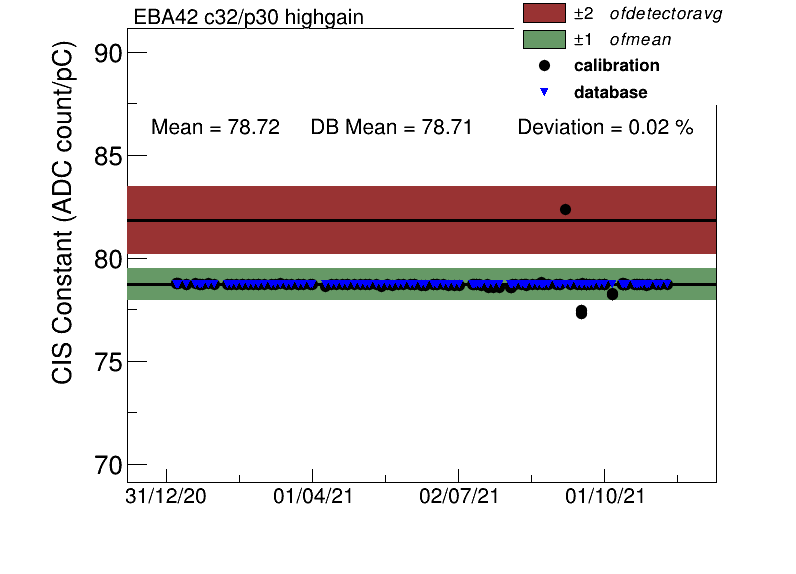 EBA42 c32/p30 highgain
±2 ofdetectoravg
±1 ofmean
calibration
database
Mean = 78.72 DB Mean = 78.71 Deviation = 0.02 %
CIS Constant (ADC count/pC)
90
85
80
75
70
31/12/20 01/04/21 02/07/21 01/10/21